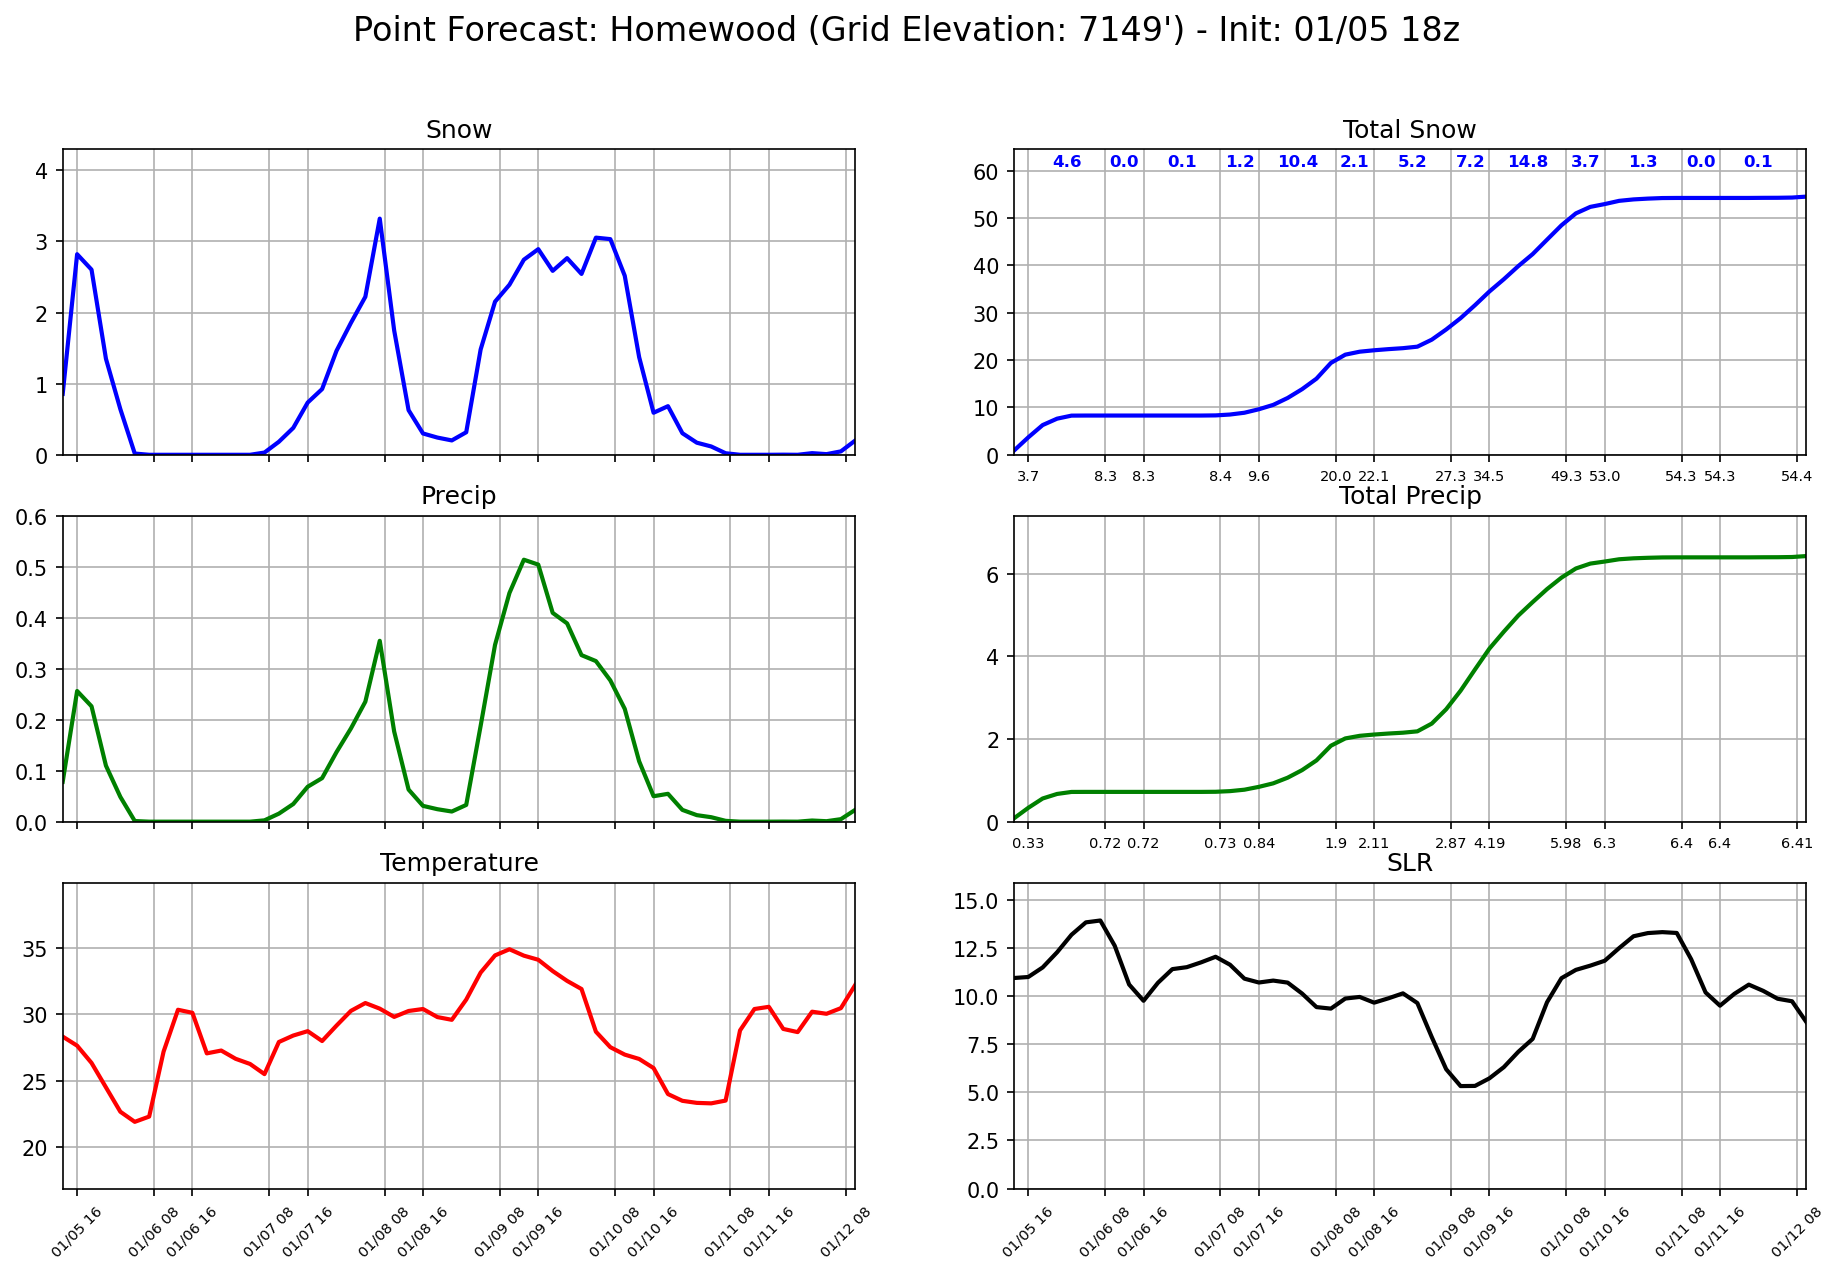 Point Forecast: Homewood (Grid Elevation: 7149') - Init: 01/05 18z
Snow
4
3
2
1
0
Total Snow
4.6 0.0 0.1 1.2 10.4 2.1 5.2 7.2 14.8 3.7 1.3 0.0 0.1
60
50
40
30
20
10
0
3.7 8.3 8.3 8.4 9.6 20.0 22.1 27.3 34.5 49.3 53.0 54.3 54.3 54.4
Precip
0.6
0.5
0.4
0.3
0.2
0.1
0.0
Total Precip
6
4
2
0
0.33 0.72 0.72 0.73 0.84 1.9 2.11 2.87 4.19 5.98 6.3 6.4 6.4 6.41
Temperature
35
30
25
20
01/05 16 01/06 08 01/06 16 01/07 08 01/07 16 01/08 08 01/08 16 01/09 08 01/09 16 01/10 08 01/10 16 01/11 08 01/11 16 01/12 08
SLR
15.0
12.5
10.0
7.5
5.0
2.5
0.0
01/05 16 01/06 08 01/06 16 01/07 08 01/07 16 01/08 08 01/08 16 01/09 08 01/09 16 01/10 08 01/10 16 01/11 08 01/11 16 01/12 08